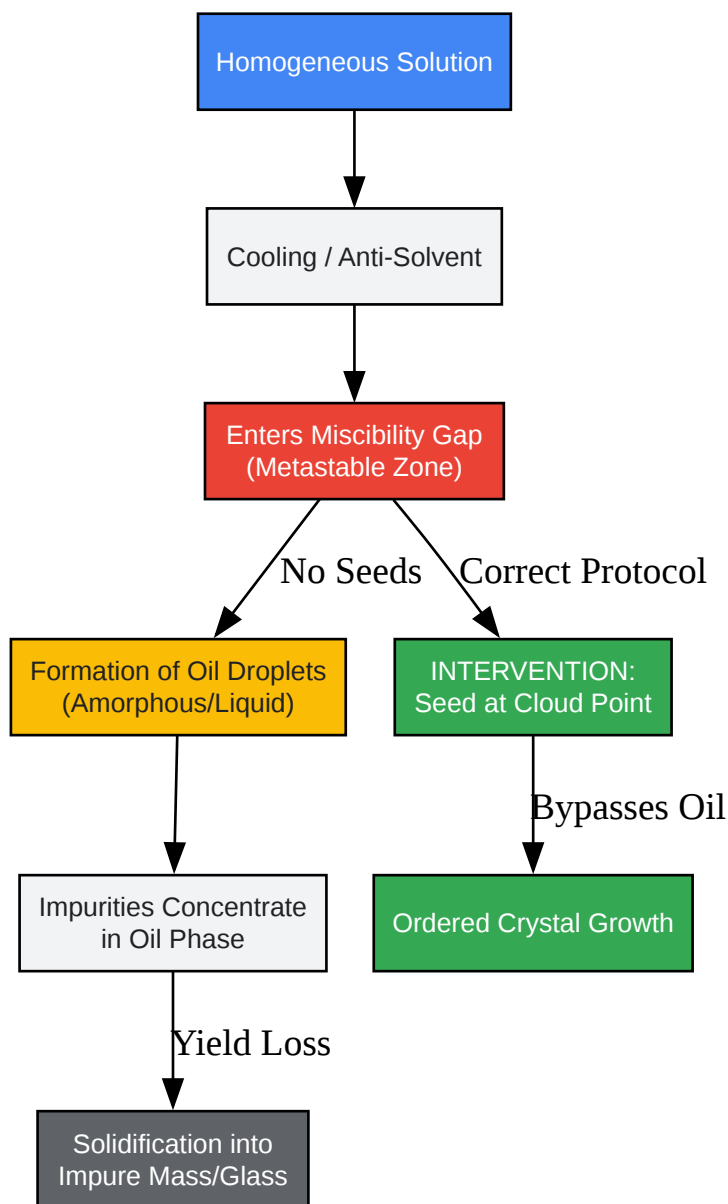 Homogeneous Solution
Cooling / Anti-Solvent
Enters Miscibility Gap
(Metastable Zone)
No Seeds
Correct Protocol
Formation of Oil Droplets
(Amorphous/Liquid)
INTERVENTION:
Seed at Cloud Point
Bypasses Oil
Impurities Concentrate
in Oil Phase
Ordered Crystal Growth
Yield Loss
Solidification into
Impure Mass/Glass